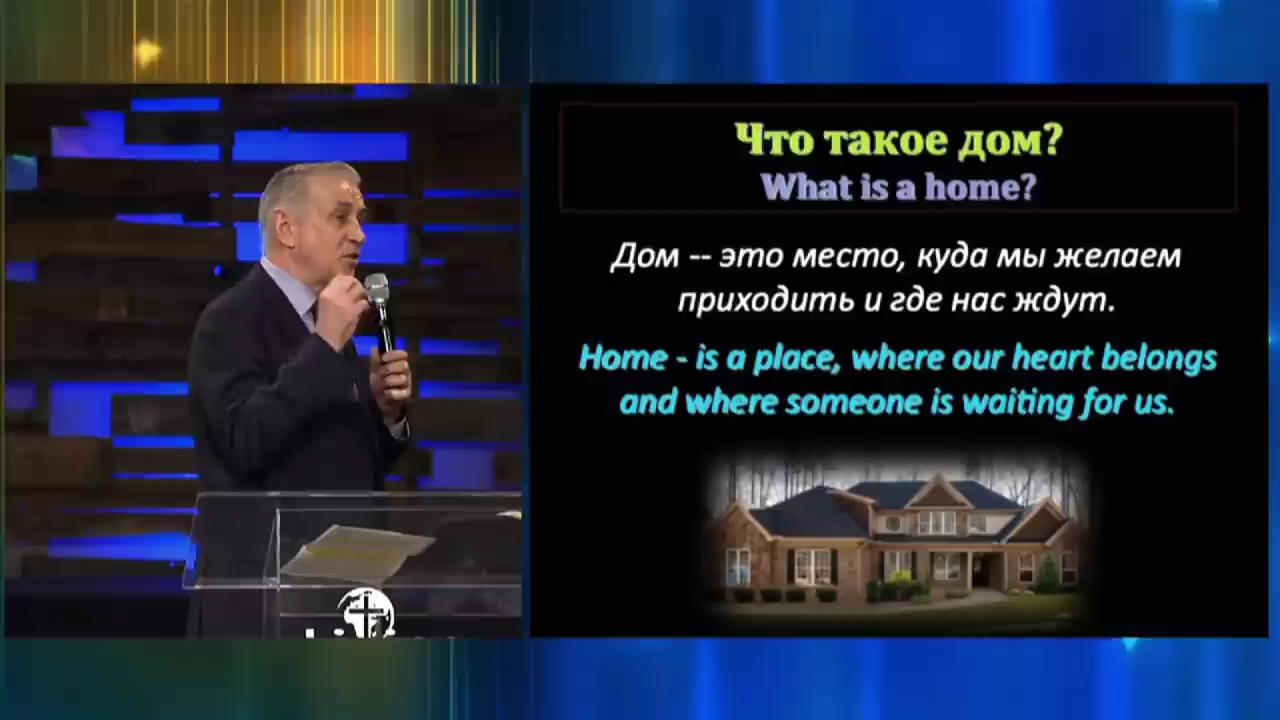 Что такое дом?
What is a home?
Дом -- это место, куда мы желаем
приходить и где нас ждут.
Home - is a place, where our heart belongs
and where someone is waiting for us.